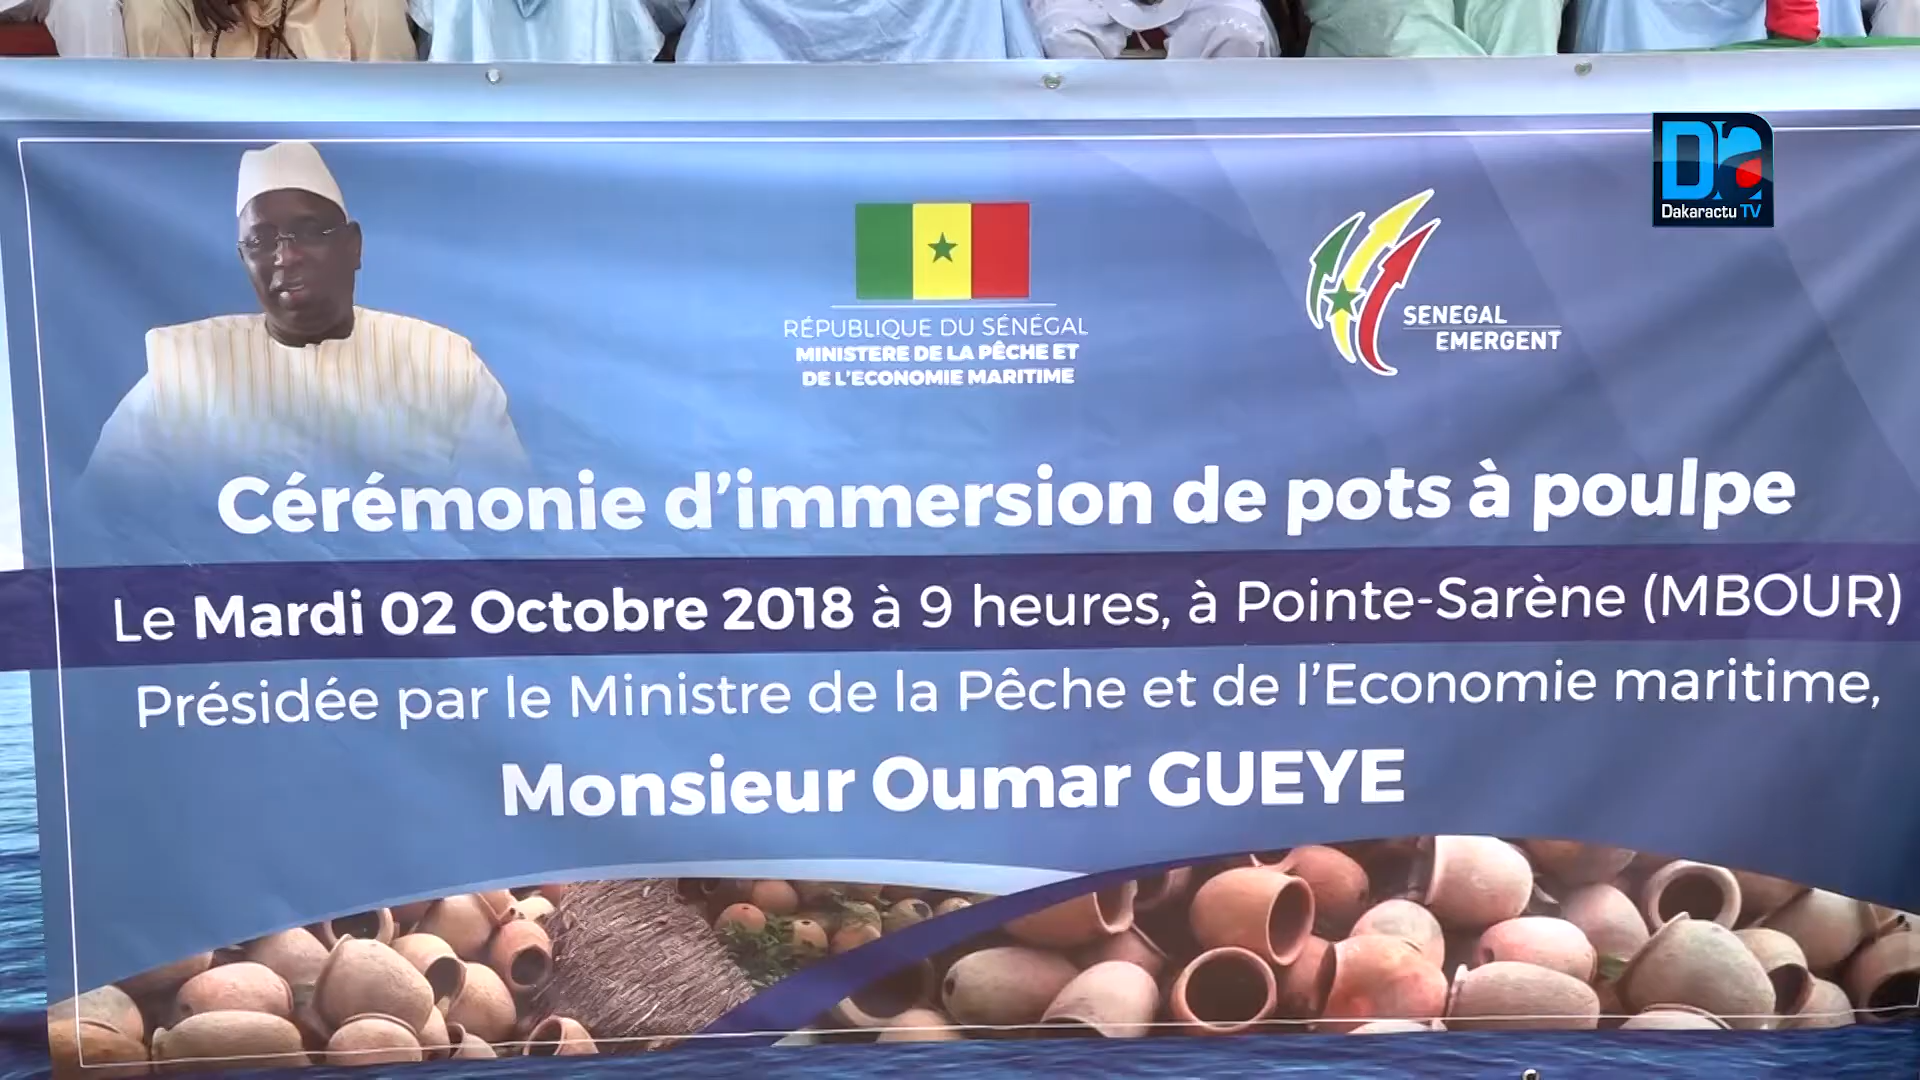 Dakaractu TV
RÉPUBLIQUE DU SÉNÉGAL
MINISTERE DE LA PÊCHE ET
DE L'ECONOMIE MARITIME
SENEGAL
EMERGENT
Cérémonie d'immersion de pots à poulpe
Le Mardi 02 Octobre 2018 à 9 heures, à Pointe-Sarène (MBOUR)
Présidée par le Ministre de la Pêche et de l'Economie maritime,
Monsieur Oumar GUEYE